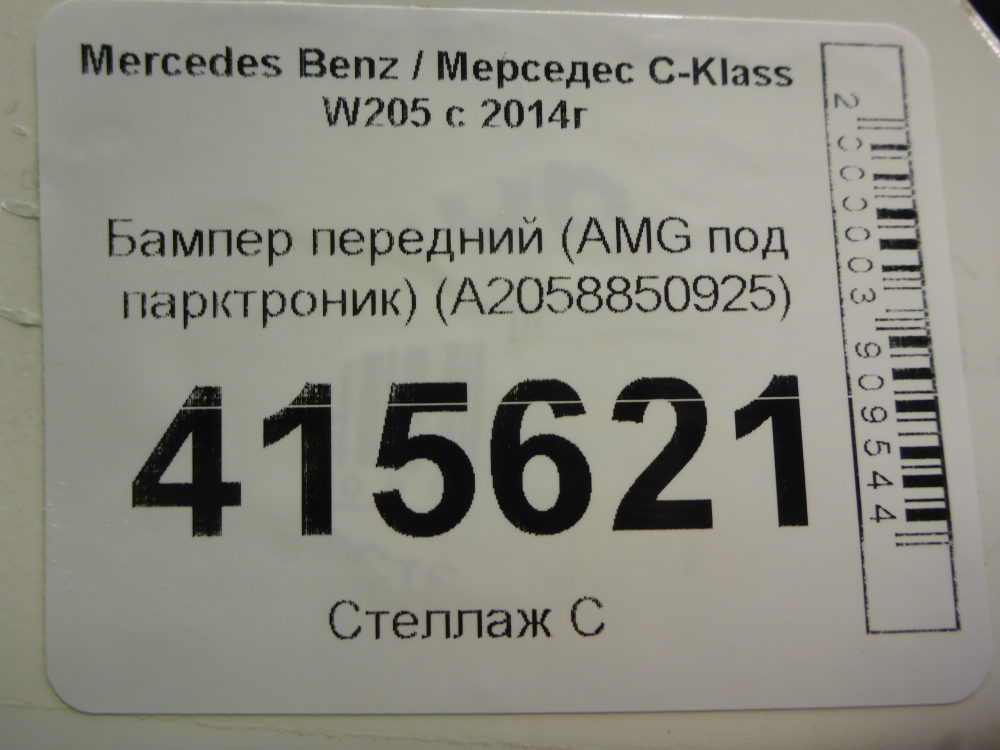 Mercedes Benz / Мерседес C-Klass
W205 с 2014г
Бампер передний (AMG под
парктроник) (A2058850925)
415621
Стеллаж С
2000003909544